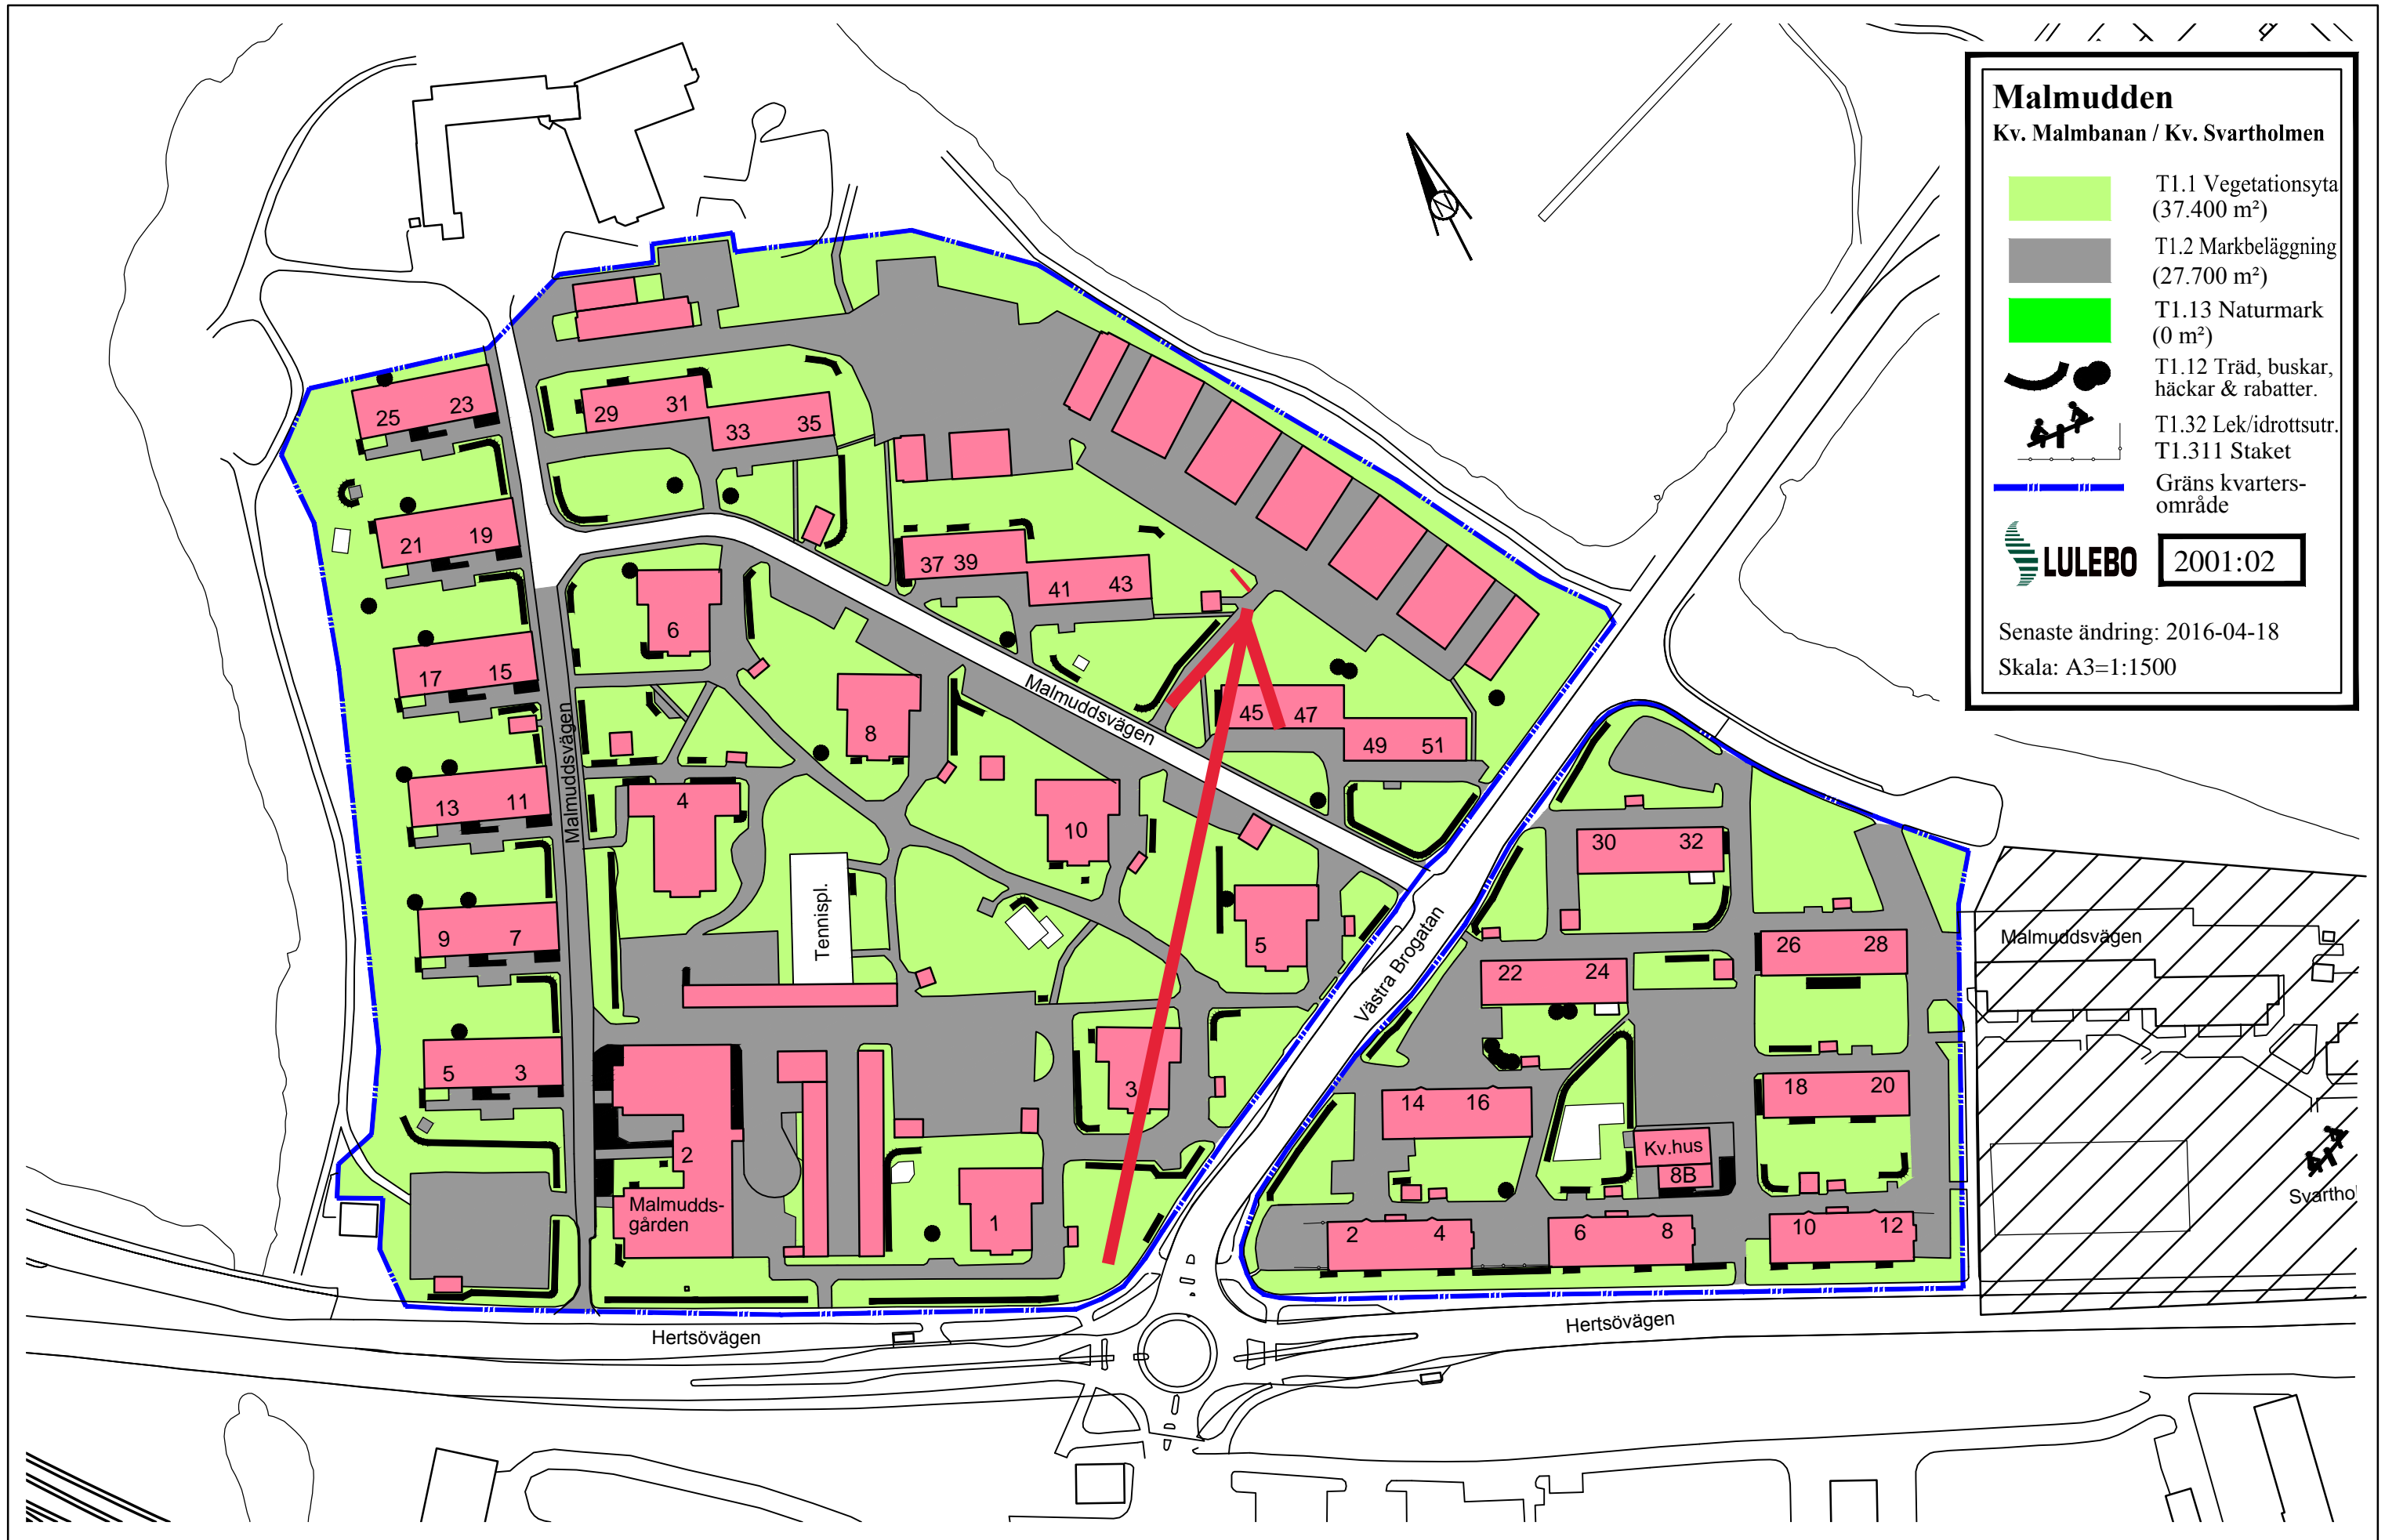 Malmudden
Kv. Malmbanan / Kv. Svartholmen
T1.1 Vegetationsyta
(37.400 m²)
T1.2 Markbeläggning
(27.700 m²)
T1.13 Naturmark
(0 m²)
T1.12 Träd, buskar,
häckar & rabatter.
T1.32 Lek/idrottsutr.
T1.311 Staket
Gräns kvarters-
område
LULEBO
2001:02
Senaste ändring: 2016-04-18
Skala: A3=1:1500
N
25 23
29 31
33 35
21 19
37 39
41 43
6
17 15
Malmuddsvägen
45 47
8
49 51
Malmuddsvägen
13 11
4
10
30 32
9 7
Tennispl.
5
Västra Brogatan
26 28
Malmuddsvägen
22 24
5 3
3
14 16
18 20
2
Kv.hus
8B
Malmudds-
gården
1
2 4
6 8
10 12
Svarthol
Hertsövägen
Hertsövägen